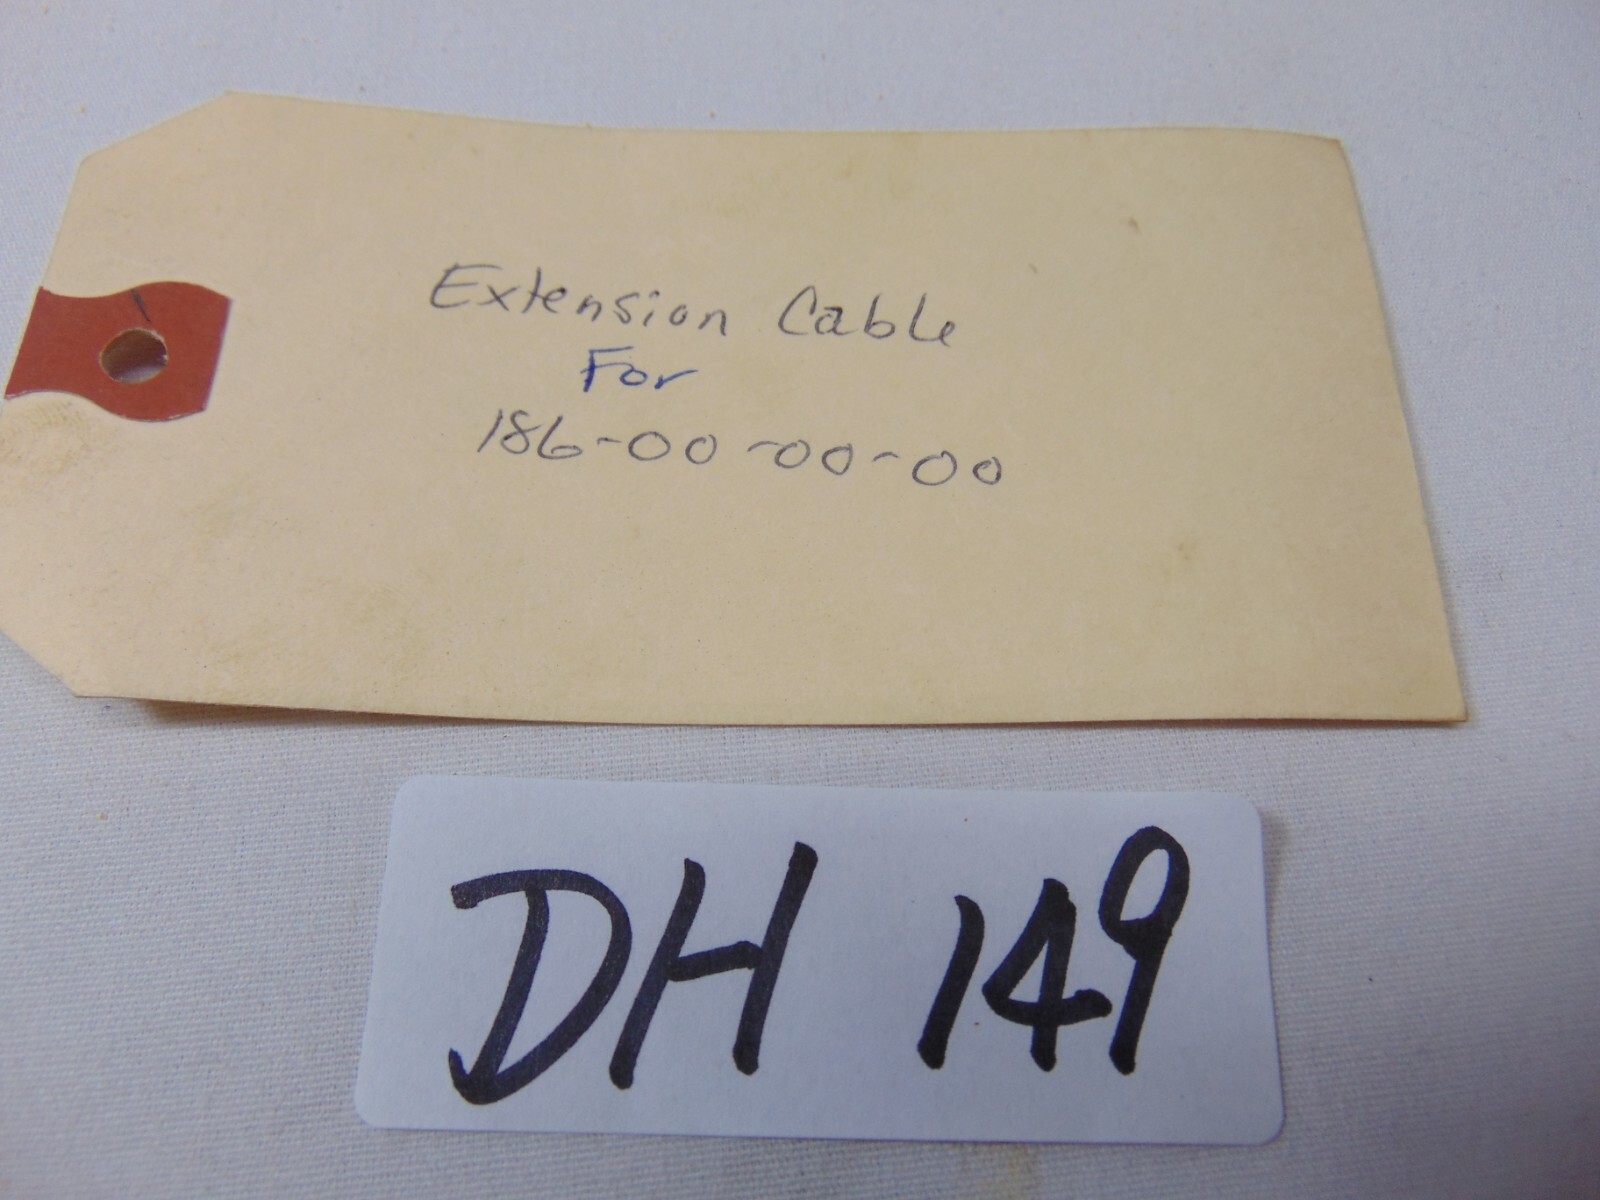 Extension Cable
For
186-00-00-00
DH 149